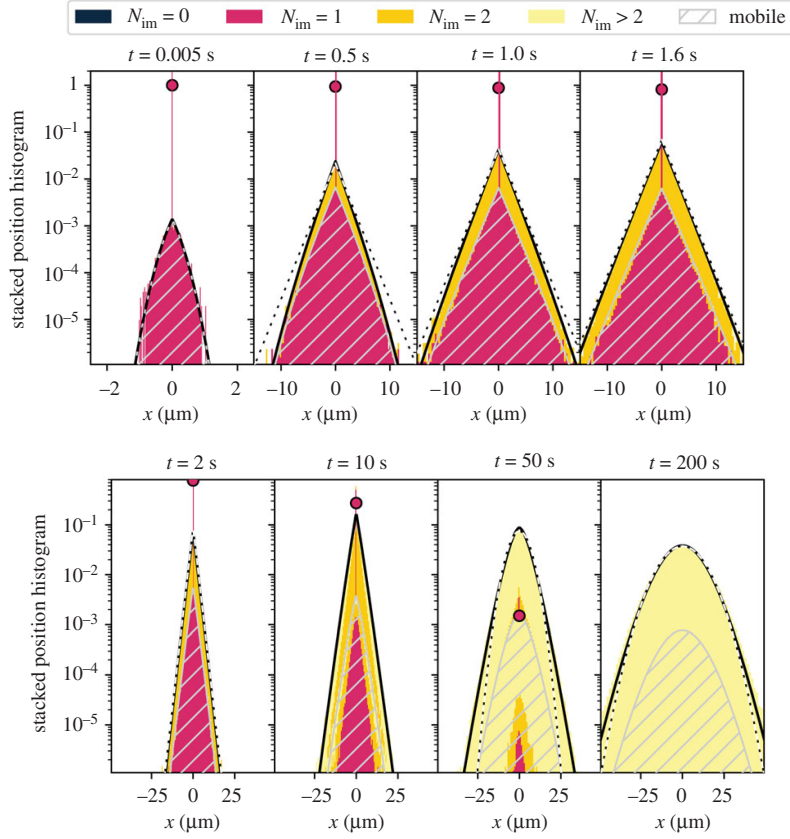 N_im = 0 N_im = 1 N_im = 2 N_im > 2 mobile
t = 0.005 s t = 0.5 s t = 1.0 s t = 1.6 s
stacked position histogram
1
10⁻¹
10⁻²
10⁻³
10⁻⁴
10⁻⁵
−2 0 2 −10 0 10 −10 0 10 −10 0 10
x (μm) x (μm) x (μm) x (μm)
t = 2 s t = 10 s t = 50 s t = 200 s
stacked position histogram
10⁻¹
10⁻²
10⁻³
10⁻⁴
10⁻⁵
−25 0 25 −25 0 25 −25 0 25 −25 0 25
x (μm) x (μm) x (μm) x (μm)